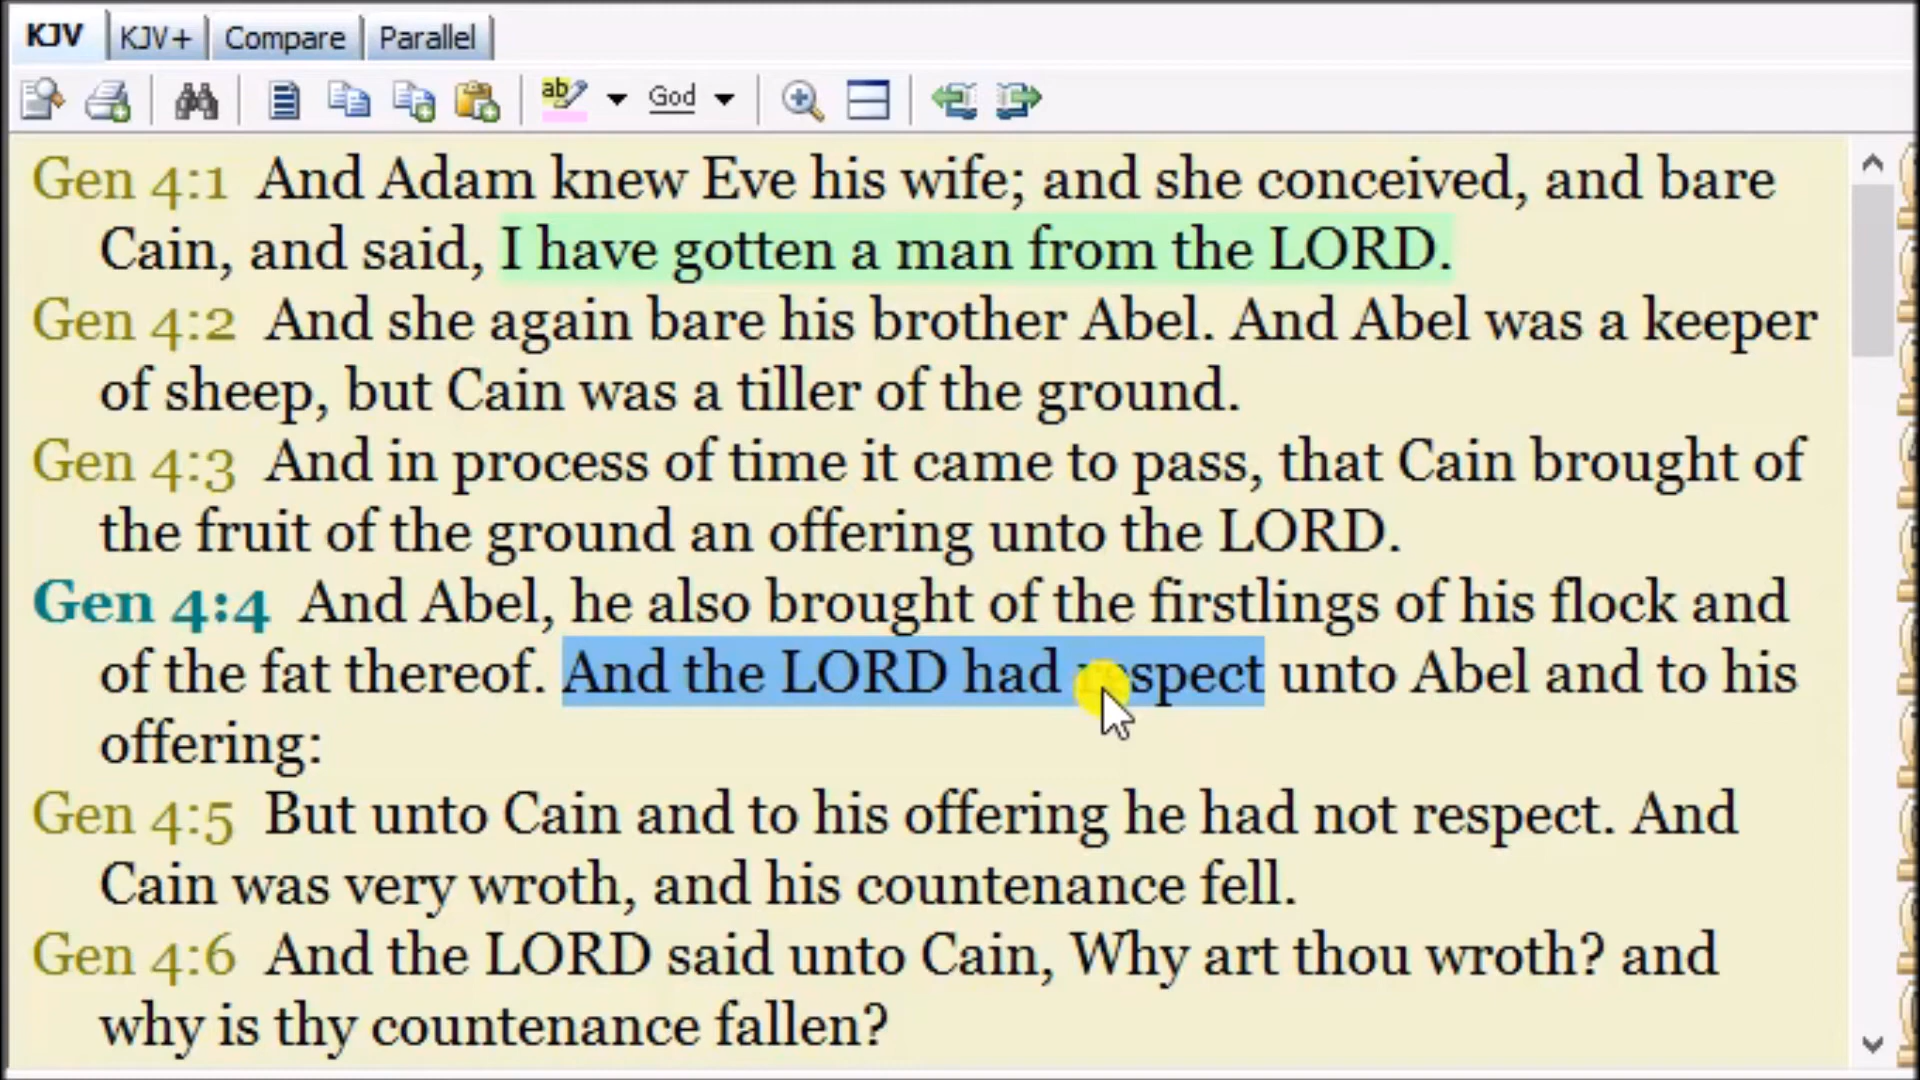 KJV KJV+ Compare Parallel
ab God
Gen 4:1 And Adam knew Eve his wife; and she conceived, and bare
Cain, and said, I have gotten a man from the LORD.
Gen 4:2 And she again bare his brother Abel. And Abel was a keeper
of sheep, but Cain was a tiller of the ground.
Gen 4:3 And in process of time it came to pass, that Cain brought of
the fruit of the ground an offering unto the LORD.
Gen 4:4 And Abel, he also brought of the firstlings of his flock and
of the fat thereof. And the LORD had respect unto Abel and to his
offering:
Gen 4:5 But unto Cain and to his offering he had not respect. And
Cain was very wroth, and his countenance fell.
Gen 4:6 And the LORD said unto Cain, Why art thou wroth? and
why is thy countenance fallen?